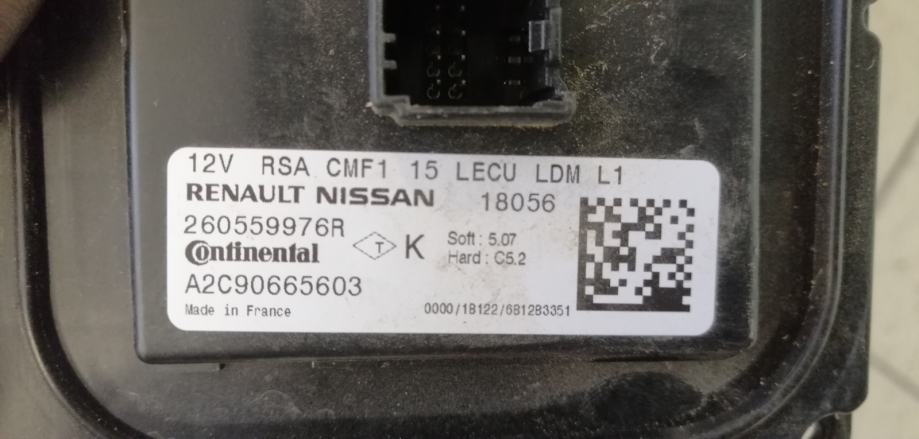 12V RSA CMF1 15 LECU LDM L1
RENAULT NISSAN 18056
260559976R
Continental T K Soft : 5.07
Hard : C5.2
A2C90665603
Made in France 0000/18122/681283351